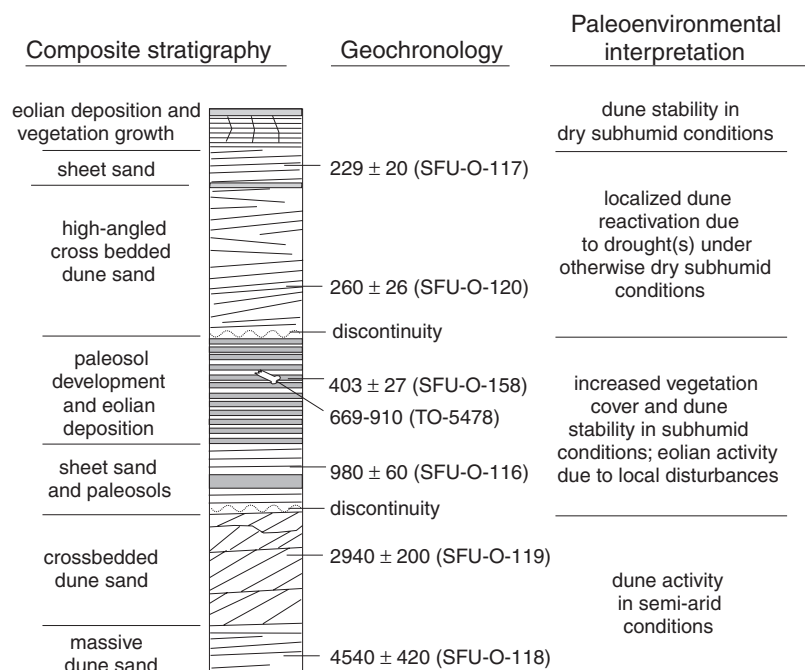 Composite stratigraphy
Geochronology
Paleoenvironmental
interpretation
eolian deposition and
vegetation growth
dune stability in
dry subhumid conditions
sheet sand
229 ± 20 (SFU-O-117)
high-angled
cross bedded
dune sand
260 ± 26 (SFU-O-120)
localized dune
reactivation due
to drought(s) under
otherwise dry subhumid
conditions
discontinuity
paleosol
development
and eolian
deposition
403 ± 27 (SFU-O-158)
669-910 (TO-5478)
increased vegetation
cover and dune
stability in subhumid
conditions; eolian activity
due to local disturbances
sheet sand
and paleosols
980 ± 60 (SFU-O-116)
discontinuity
crossbedded
dune sand
2940 ± 200 (SFU-O-119)
dune activity
in semi-arid
conditions
massive
dune sand
4540 ± 420 (SFU-O-118)